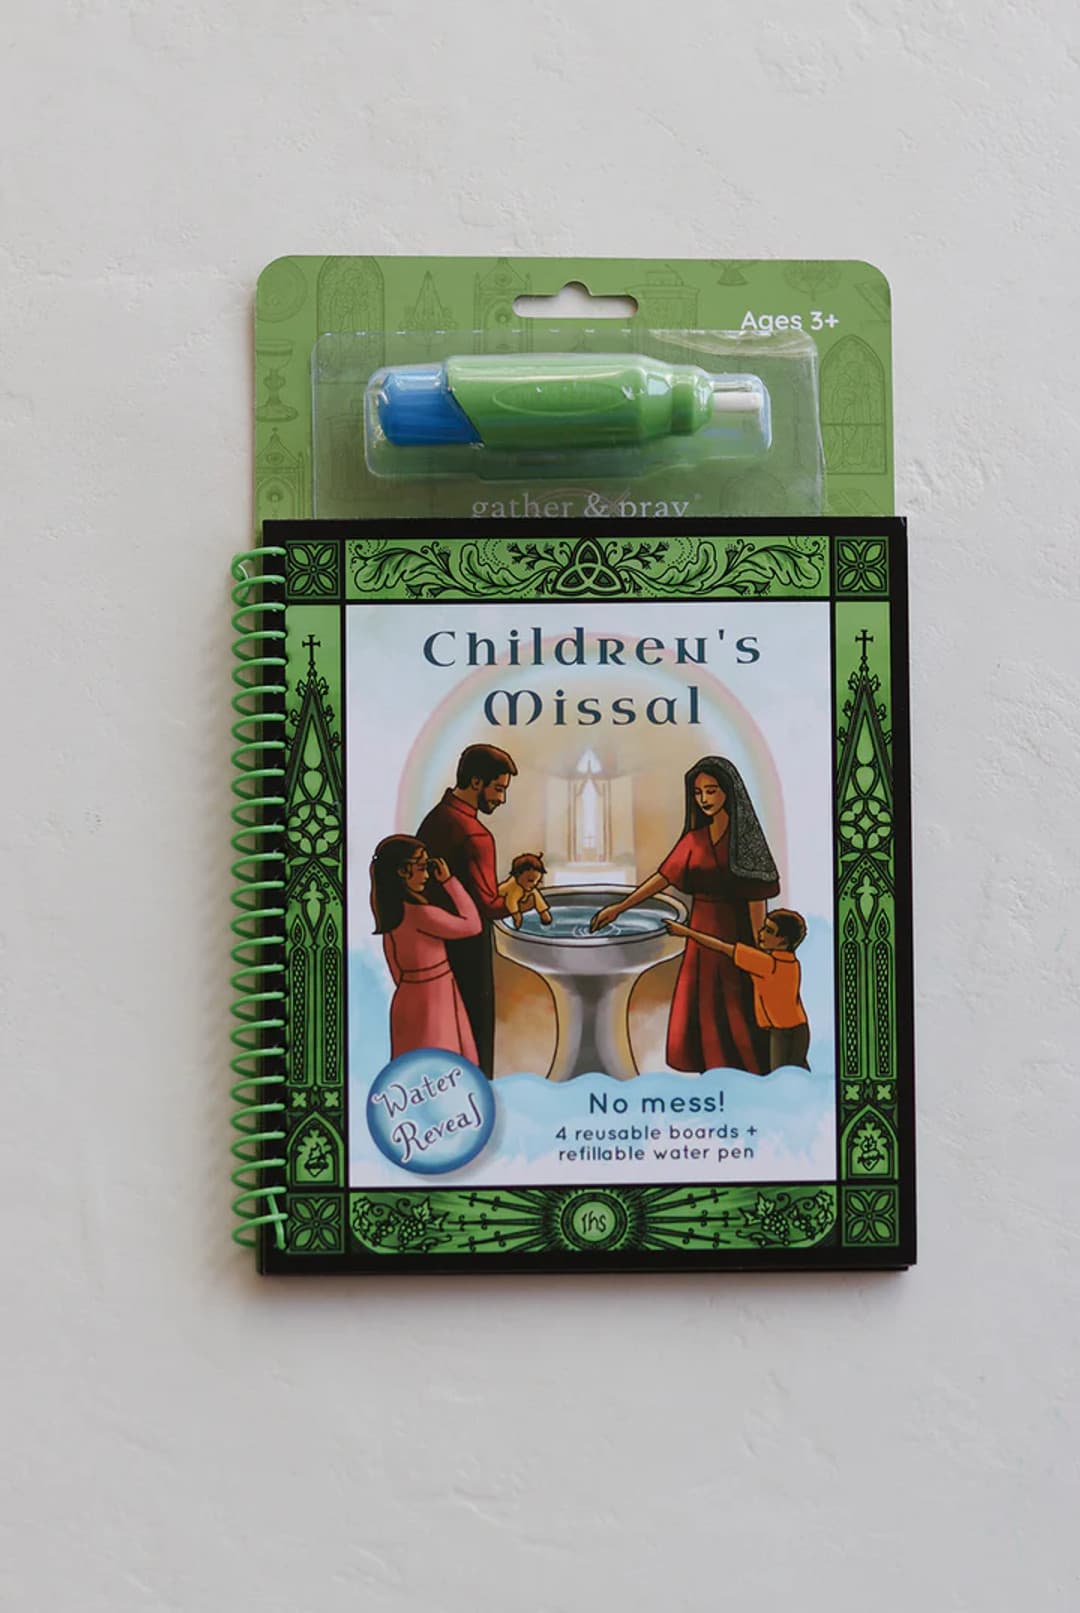 Ages 3+
gather & pray®
Children's
Missal
Water
Reveal
No mess!
4 reusable boards +
refillable water pen
ihs